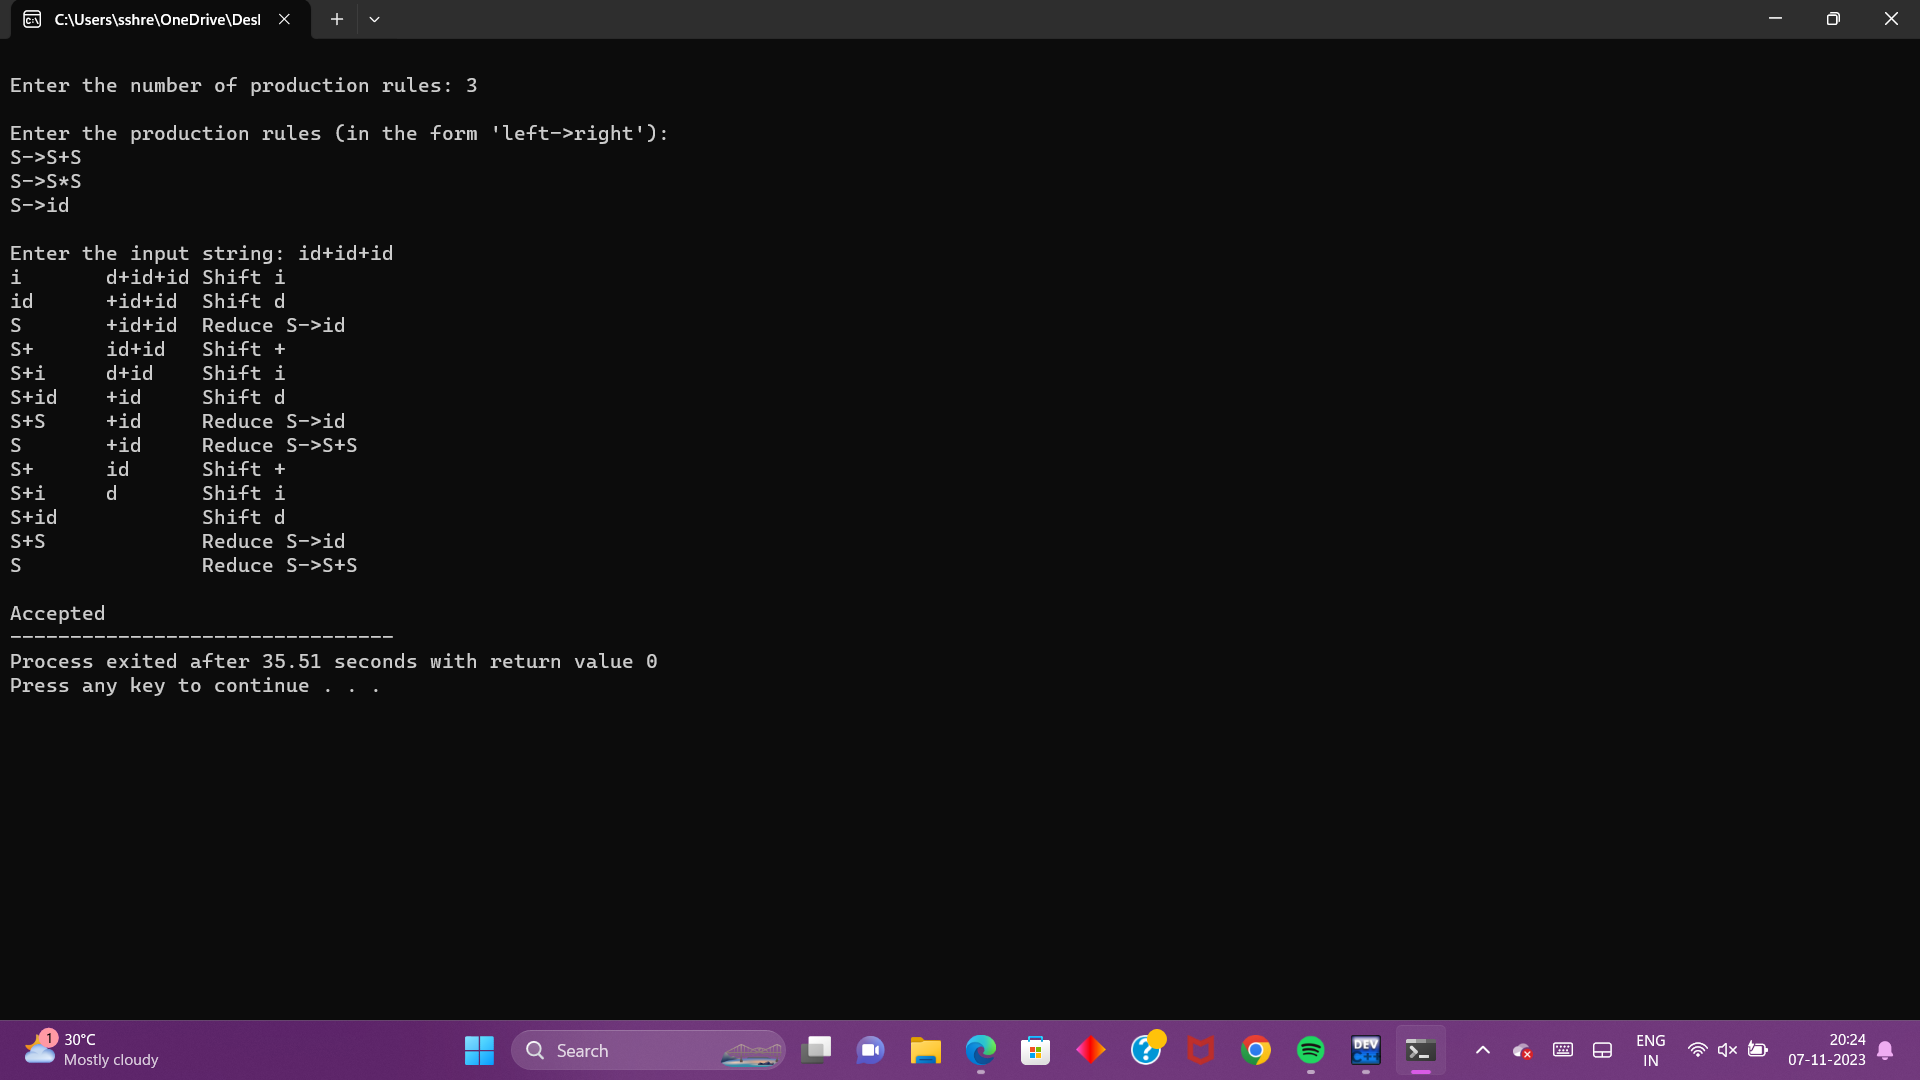 C:\Users\sshre\OneDrive\Desl
Enter the number of production rules: 3
Enter the production rules (in the form 'left->right'):
S->S+S
S->S*S
S->id
Enter the input string: id+id+id
i d+id+id Shift i
id +id+id Shift d
S +id+id Reduce S->id
S+ id+id Shift +
S+i d+id Shift i
S+id +id Shift d
S+S +id Reduce S->id
S +id Reduce S->S+S
S+ id Shift +
S+i d Shift i
S+id Shift d
S+S Reduce S->id
S Reduce S->S+S
Accepted
--------------------------------
Process exited after 35.51 seconds with return value 0
Press any key to continue . . .
1
30°C
Mostly cloudy
Search
DEV
C++
ENG
IN
20:24
07-11-2023